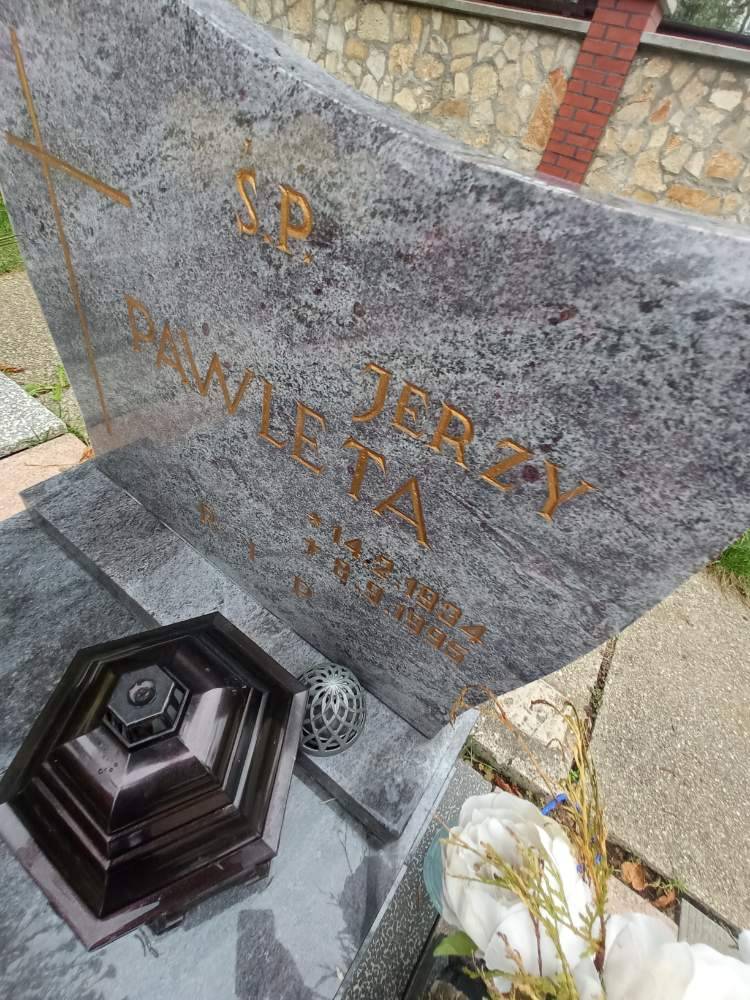 Ś.P.
JERZY
PAWLETA
* 14.2.1934
+ 8.9.1995
R I P